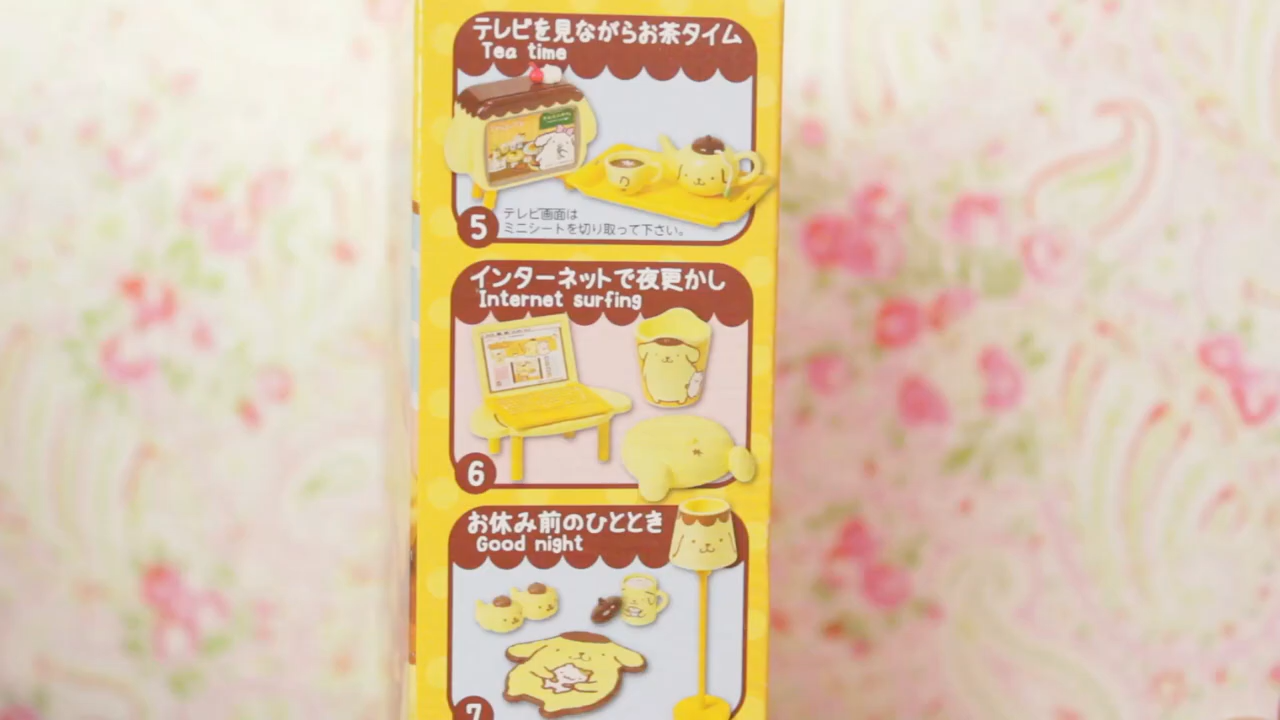 テレビを見ながらお茶タイム
Tea time
5
テレビ画面は
ミニシートを切り取って下さい。
インターネットで夜更かし
Internet surfing
6
お休み前のひととき
Good night
7